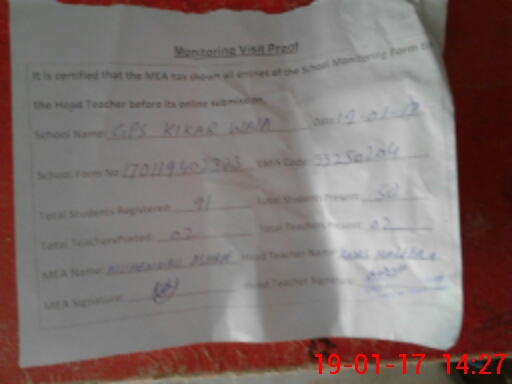 Monitoring Visit Proof
It is certified that the MEA has shown all entries of the School Monitoring Form to
the Head Teacher before its online submission.
School Name: GPS KIKAR WALA Date: 19-01-17
School Form No: EMIS Code:
Total Students Registered: 91 Total Students Present: 50
Total Teachers Posted: 02 Total Teachers Present: 02
MEA Name: MUHAMMAD Head Teacher Name:
MEA Signature: Head Teacher Signature:
19-01-17 14:27